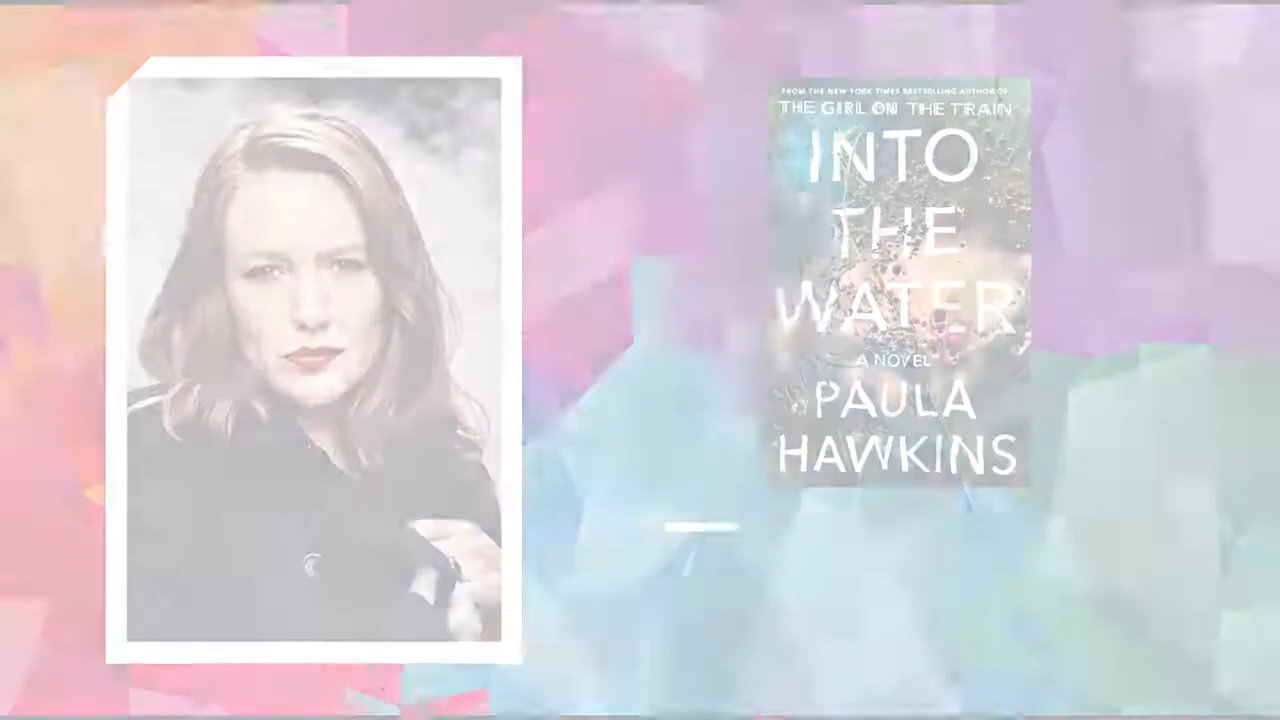 FROM THE NEW YORK TIMES BESTSELLING AUTHOR OF
THE GIRL ON THE TRAIN
INTO
THE
WATER
A NOVEL
PAULA
HAWKINS